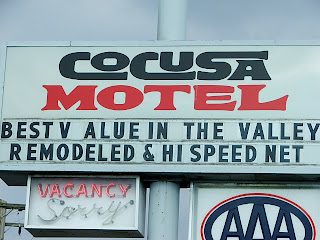 COCUSA
MOTEL
BEST V ALUE IN THE VALLEY
REMODELED & HI SPEED NET
VACANCY
Sorry
AAA